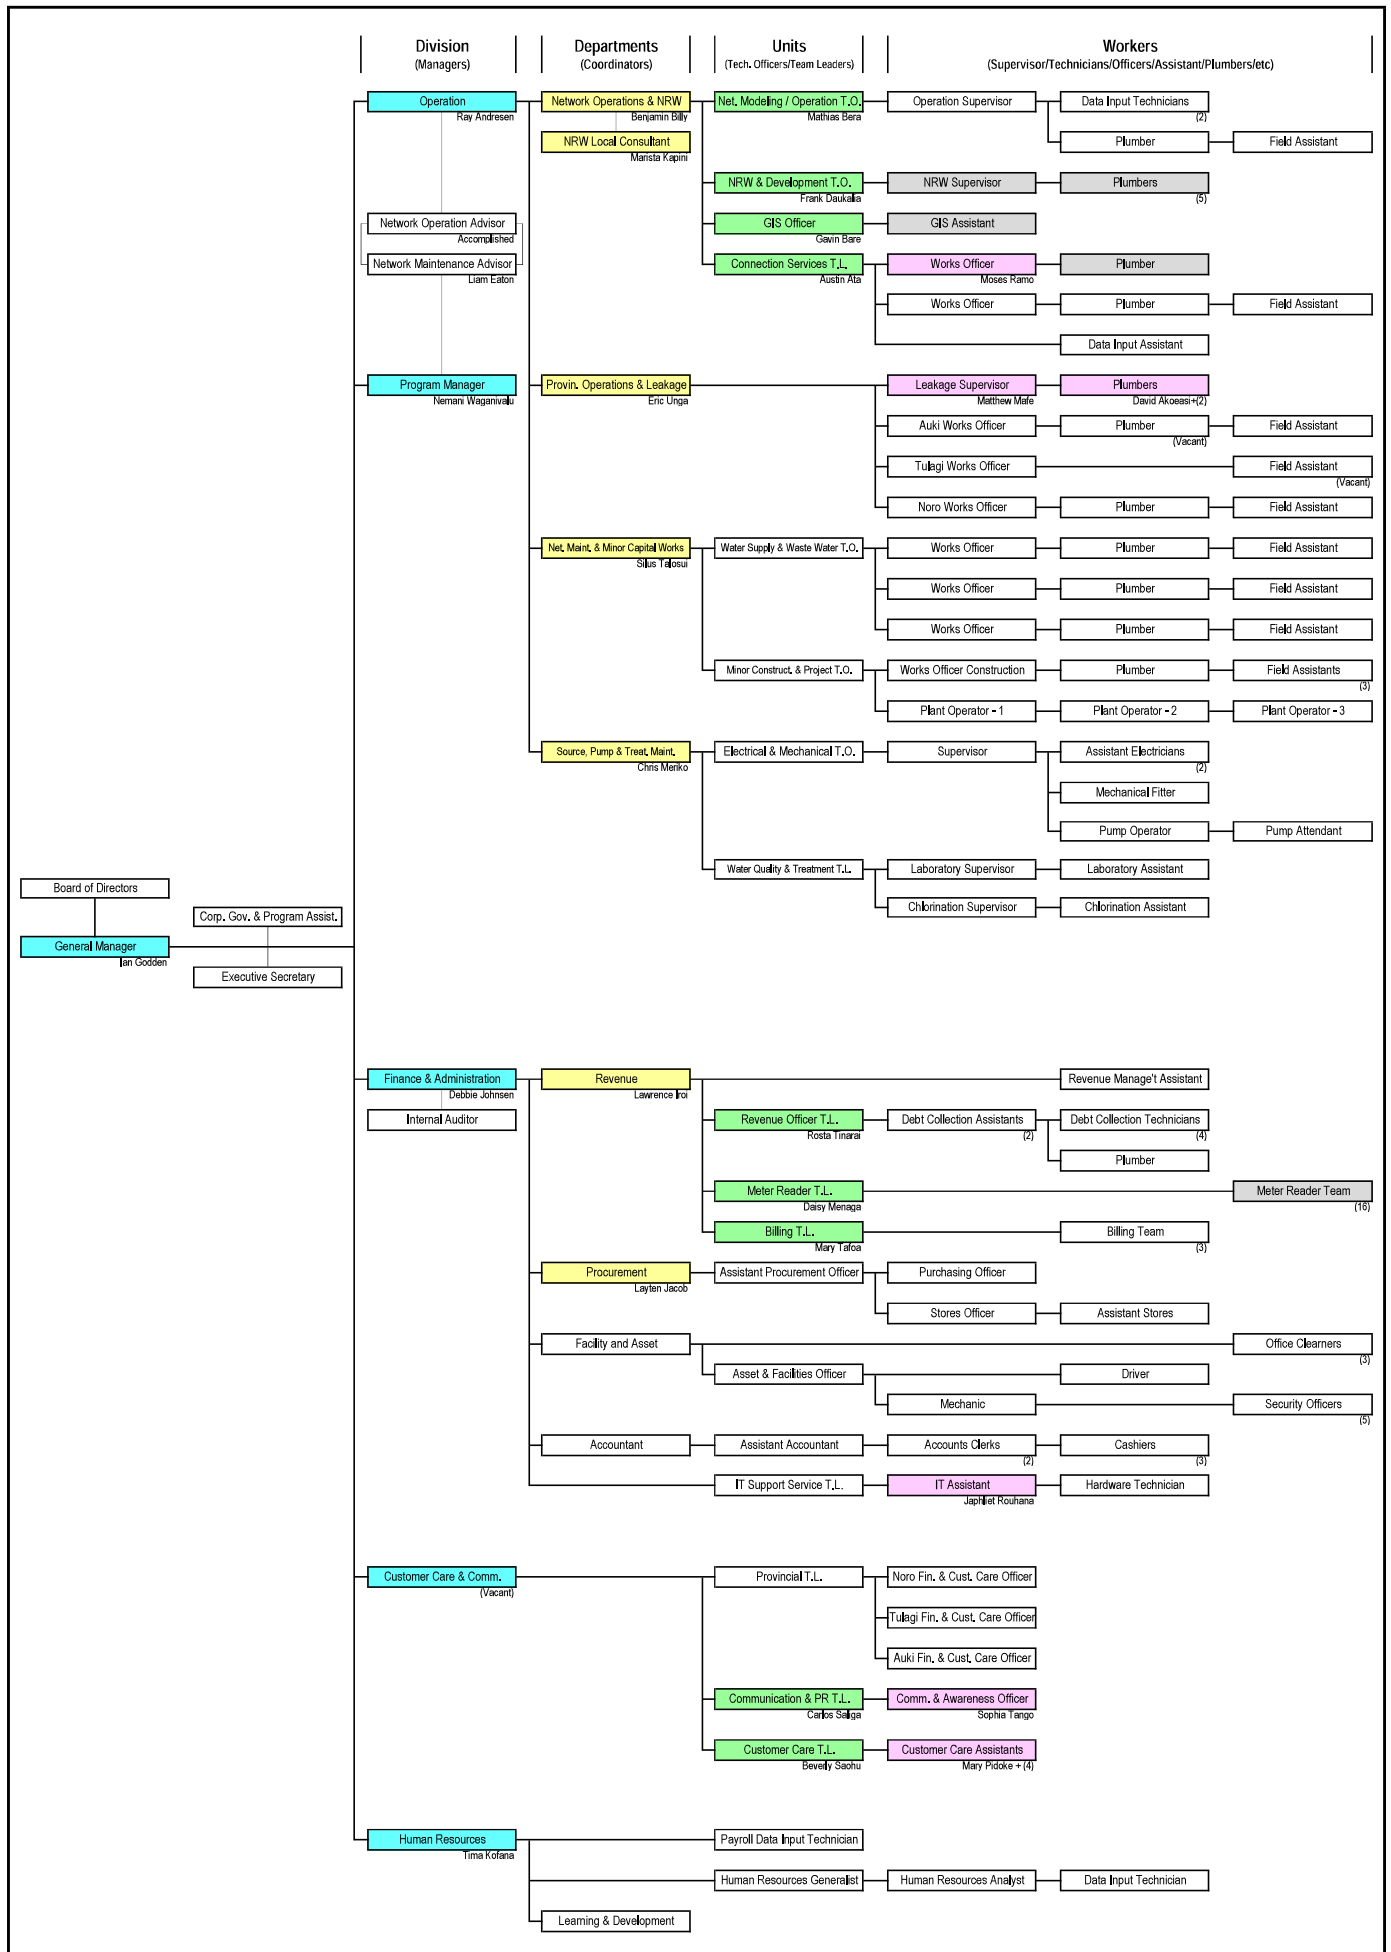 Division
(Managers)
Departments
(Coordinators)
Units
(Tech. Officers/Team Leaders)
Workers
(Supervisor/Technicians/Officers/Assistant/Plumbers/etc)
Operation
Ray Andresen
Network Operations & NRW
Benjamin Billy
Net. Modeling / Operation T.O.
Mathias Bera
Operation Supervisor
Data Input Technicians
(2)
NRW Local Consultant
Marista Kapini
Plumber
Field Assistant
NRW & Development T.O.
Frank Daukalia
NRW Supervisor
Plumbers
(5)
Network Operation Advisor
Accomplished
GIS Officer
Gavin Bare
GIS Assistant
Network Maintenance Advisor
Liam Eaton
Connection Services T.L.
Austin Ata
Works Officer
Moses Ramo
Plumber
Works Officer
Plumber
Field Assistant
Data Input Assistant
Program Manager
Nemani Waganivalu
Provin. Operations & Leakage
Eric Unga
Leakage Supervisor
Matthew Mafe
Plumbers
David Akoeasi+(2)
Auki Works Officer
Plumber
(Vacant)
Field Assistant
Tulagi Works Officer
Field Assistant
(Vacant)
Noro Works Officer
Plumber
Field Assistant
Net. Maint. & Minor Capital Works
Silus Talosui
Water Supply & Waste Water T.O.
Works Officer
Plumber
Field Assistant
Works Officer
Plumber
Field Assistant
Works Officer
Plumber
Field Assistant
Minor Construct. & Project T.O.
Works Officer Construction
Plumber
Field Assistants
(3)
Plant Operator - 1
Plant Operator - 2
Plant Operator - 3
Source, Pump & Treat. Maint.
Chris Meriko
Electrical & Mechanical T.O.
Supervisor
Assistant Electricians
(2)
Mechanical Fitter
Pump Operator
Pump Attendant
Water Quality & Treatment T.L.
Laboratory Supervisor
Laboratory Assistant
Chlorination Supervisor
Chlorination Assistant
Board of Directors
Corp. Gov. & Program Assist.
General Manager
Ian Godden
Executive Secretary
Finance & Administration
Debbie Johnsen
Revenue
Lawrence Iroi
Revenue Manage't Assistant
Internal Auditor
Revenue Officer T.L.
Rosta Tinarai
Debt Collection Assistants
(2)
Debt Collection Technicians
(4)
Plumber
Meter Reader T.L.
Daisy Menaga
Meter Reader Team
(16)
Billing T.L.
Mary Tafoa
Billing Team
(3)
Procurement
Layten Jacob
Assistant Procurement Officer
Purchasing Officer
Stores Officer
Assistant Stores
Facility and Asset
Office Clearners
(3)
Asset & Facilities Officer
Driver
Mechanic
Security Officers
(5)
Accountant
Assistant Accountant
Accounts Clerks
(2)
Cashiers
(3)
IT Support Service T.L.
IT Assistant
Japhliet Rouhana
Hardware Technician
Customer Care & Comm.
(Vacant)
Provincial T.L.
Noro Fin. & Cust. Care Officer
Tulagi Fin. & Cust. Care Officer
Auki Fin. & Cust. Care Officer
Communication & PR T.L.
Carlos Saliga
Comm. & Awareness Officer
Sophia Tango
Customer Care T.L.
Beverly Saohu
Customer Care Assistants
Mary Pidoke + (4)
Human Resources
Tima Kofana
Payroll Data Input Technician
Human Resources Generalist
Human Resources Analyst
Data Input Technician
Learning & Development